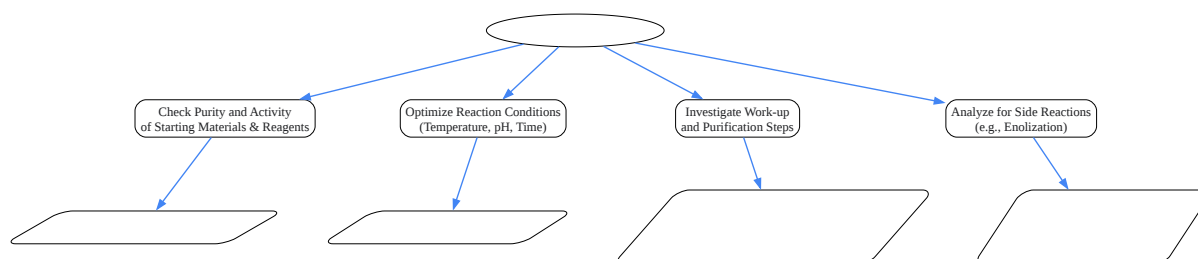 Check Purity and Activity
of Starting Materials & Reagents
Optimize Reaction Conditions
(Temperature, pH, Time)
Investigate Work-up
and Purification Steps
Analyze for Side Reactions
(e.g., Enolization)